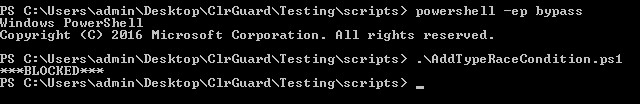 PS C:\Users\admin\Desktop\ClrGuard\Testing\scripts> powershell -ep bypass
Windows PowerShell
Copyright (C) 2016 Microsoft Corporation. All rights reserved.
PS C:\Users\admin\Desktop\ClrGuard\Testing\scripts> .\AddTypeRaceCondition.ps1
***BLOCKED***
PS C:\Users\admin\Desktop\ClrGuard\Testing\scripts> _